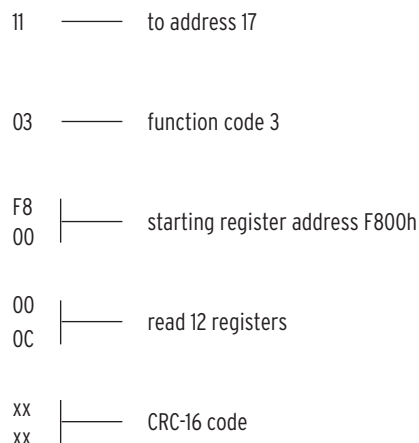 11 to address 17
03 function code 3
F8
00
starting register address F800h
00
0C
read 12 registers
xx
xx
CRC-16 code